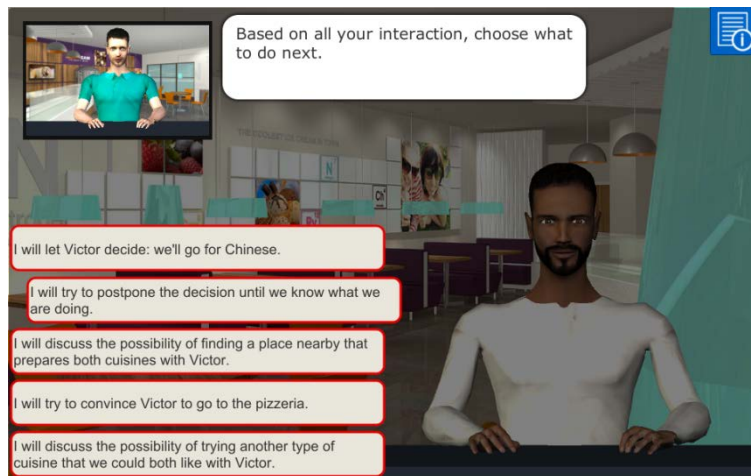 Based on all your interaction, choose what
to do next.
N
Ch
I will let Victor decide: we'll go for Chinese.
I will try to postpone the decision until we know what we
are doing.
I will discuss the possibility of finding a place nearby that
prepares both cuisines with Victor.
I will try to convince Victor to go to the pizzeria.
I will discuss the possibility of trying another type of
cuisine that we could both like with Victor.